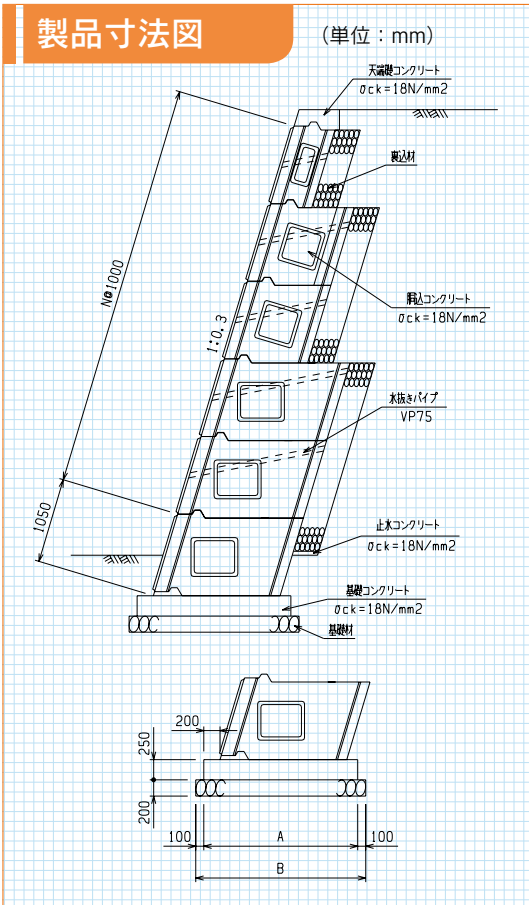 製品寸法図
(単位：mm)
天端礎コンクリート
σck=18N/mm2
裏込材
N@1000
胴込コンクリート
σck=18N/mm2
1:0.3
水抜きパイプ
VP75
1050
止水コンクリート
σck=18N/mm2
基礎コンクリート
σck=18N/mm2
基礎材
200
250
200
100
A
100
B